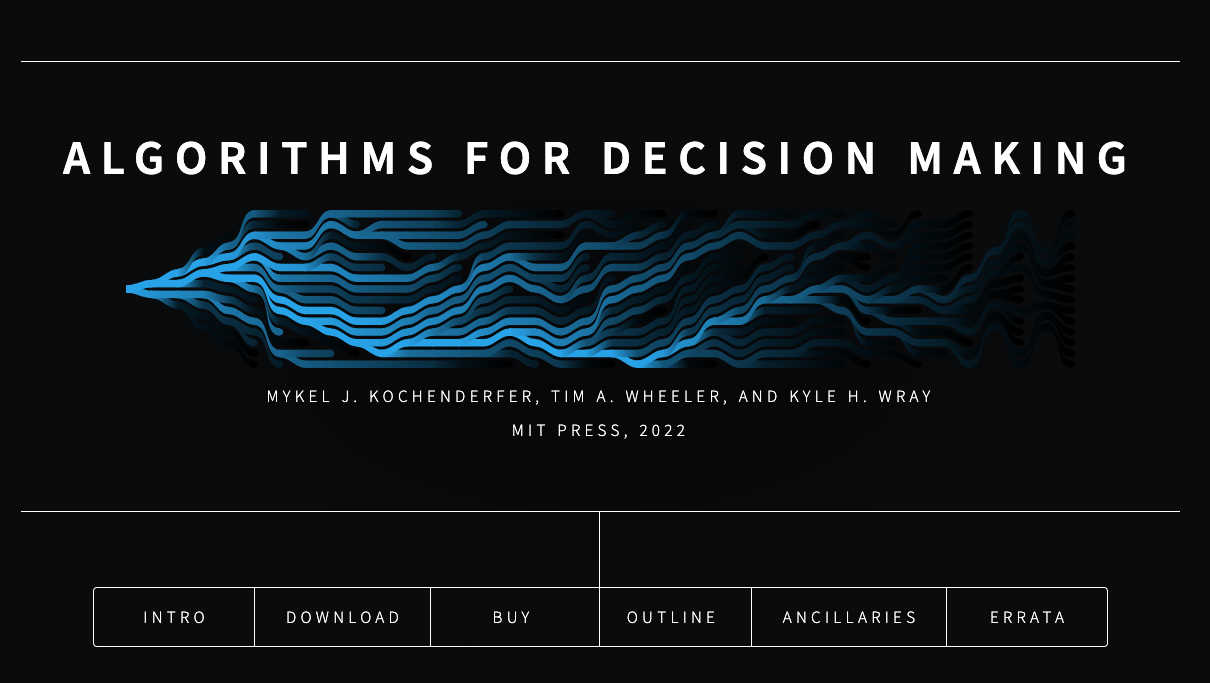 ALGORITHMS FOR DECISION MAKING
MYKEL J. KOCHENDERFER, TIM A. WHEELER, AND KYLE H. WRAY
MIT PRESS, 2022
INTRO
DOWNLOAD
BUY
OUTLINE
ANCILLARIES
ERRATA